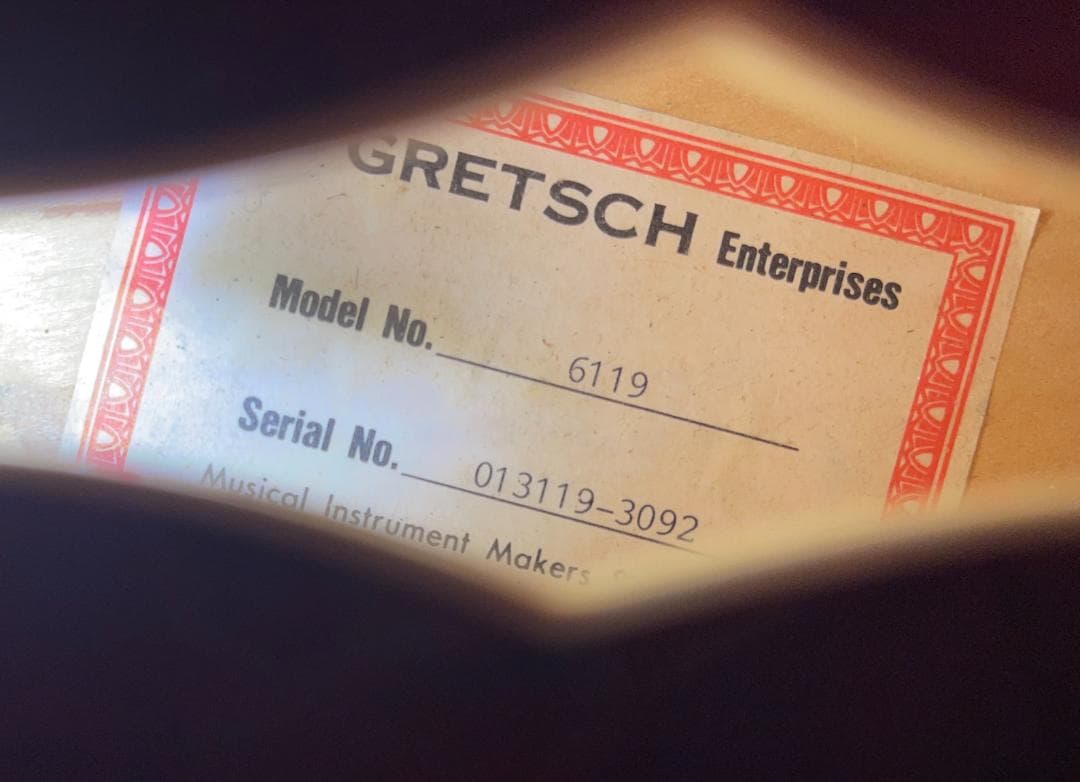 GRETSCH Enterprises
Model No. 6119
Serial No. 013119-3092
Musical Instrument Makers